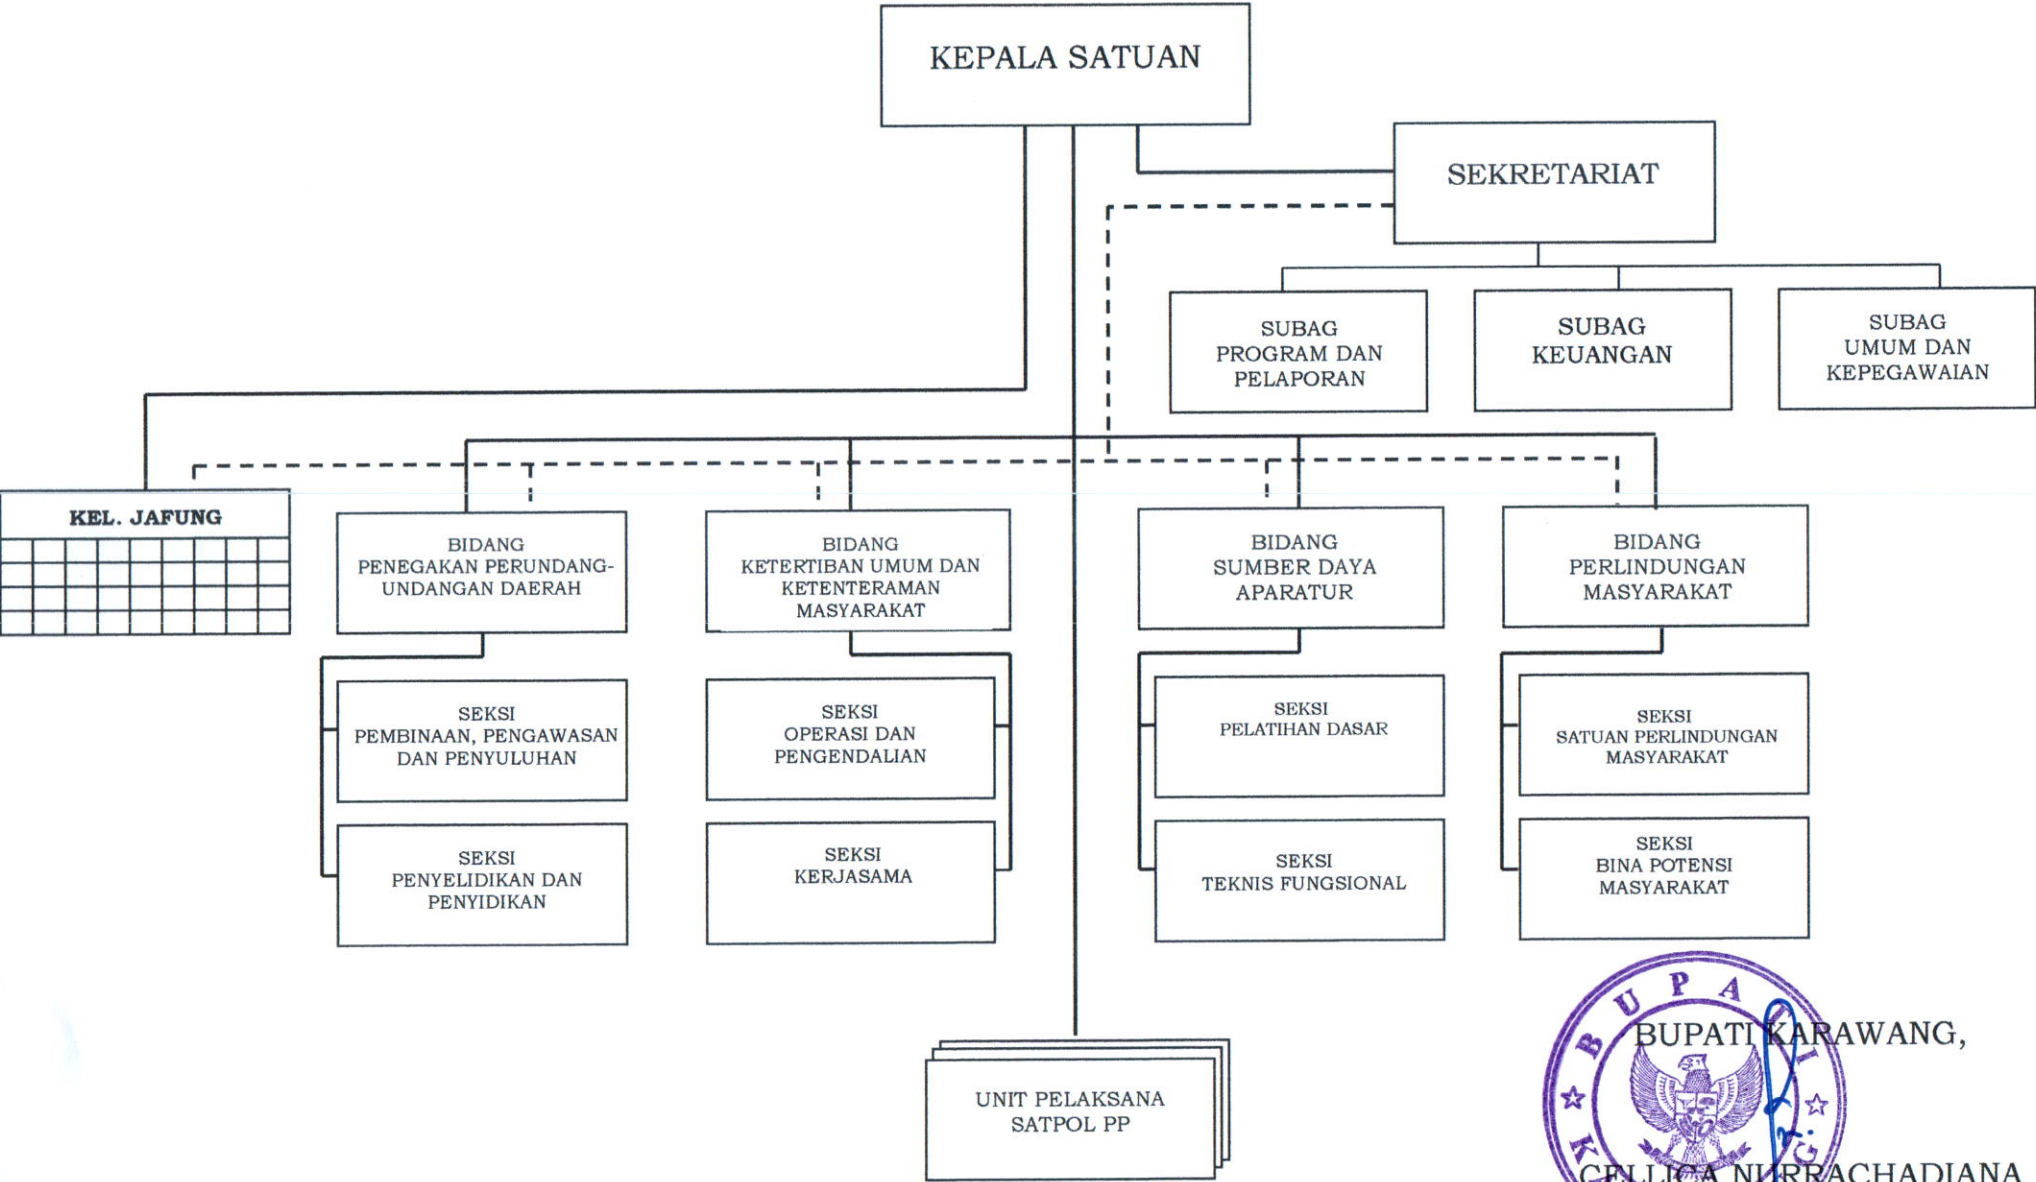 KEPALA SATUAN
SEKRETARIAT
SUBAG
PROGRAM DAN
PELAPORAN
SUBAG
KEUANGAN
SUBAG
UMUM DAN
KEPEGAWAIAN
KEL. JAFUNG
BIDANG
PENEGAKAN PERUNDANG-
UNDANGAN DAERAH
BIDANG
KETERTIBAN UMUM DAN
KETENTERAMAN
MASYARAKAT
BIDANG
SUMBER DAYA
APARATUR
BIDANG
PERLINDUNGAN
MASYARAKAT
SEKSI
PEMBINAAN, PENGAWASAN
DAN PENYULUHAN
SEKSI
OPERASI DAN
PENGENDALIAN
SEKSI
PELATIHAN DASAR
SEKSI
SATUAN PERLINDUNGAN
MASYARAKAT
SEKSI
PENYELIDIKAN DAN
PENYIDIKAN
SEKSI
KERJASAMA
SEKSI
TEKNIS FUNGSIONAL
SEKSI
BINA POTENSI
MASYARAKAT
UNIT PELAKSANA
SATPOL PP
BUPATI
BUPATI KARAWANG,
CELLICA NURRACHADIANA